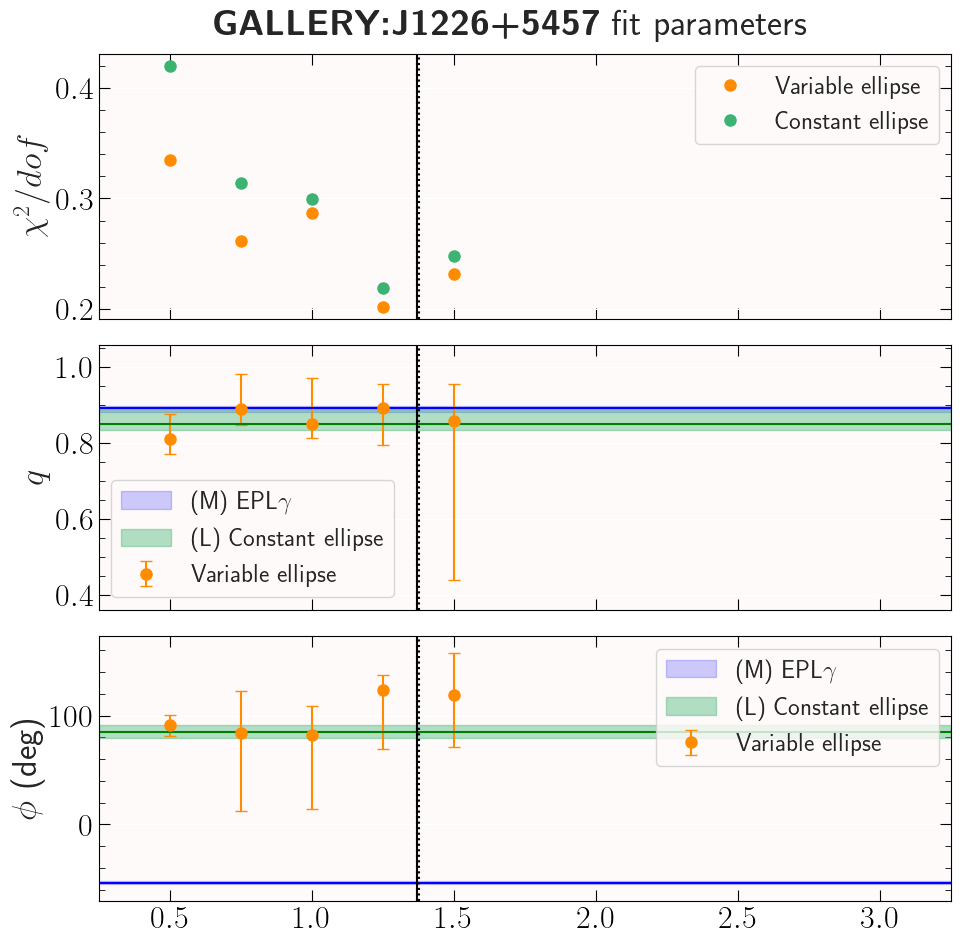 GALLERY:J1226+5457 fit parameters
χ²/dof
0.4
0.3
0.2
Variable ellipse
Constant ellipse
q
1.0
0.8
0.6
0.4
(M) EPLγ
(L) Constant ellipse
Variable ellipse
ϕ (deg)
100
0
(M) EPLγ
(L) Constant ellipse
Variable ellipse
0.5 1.0 1.5 2.0 2.5 3.0